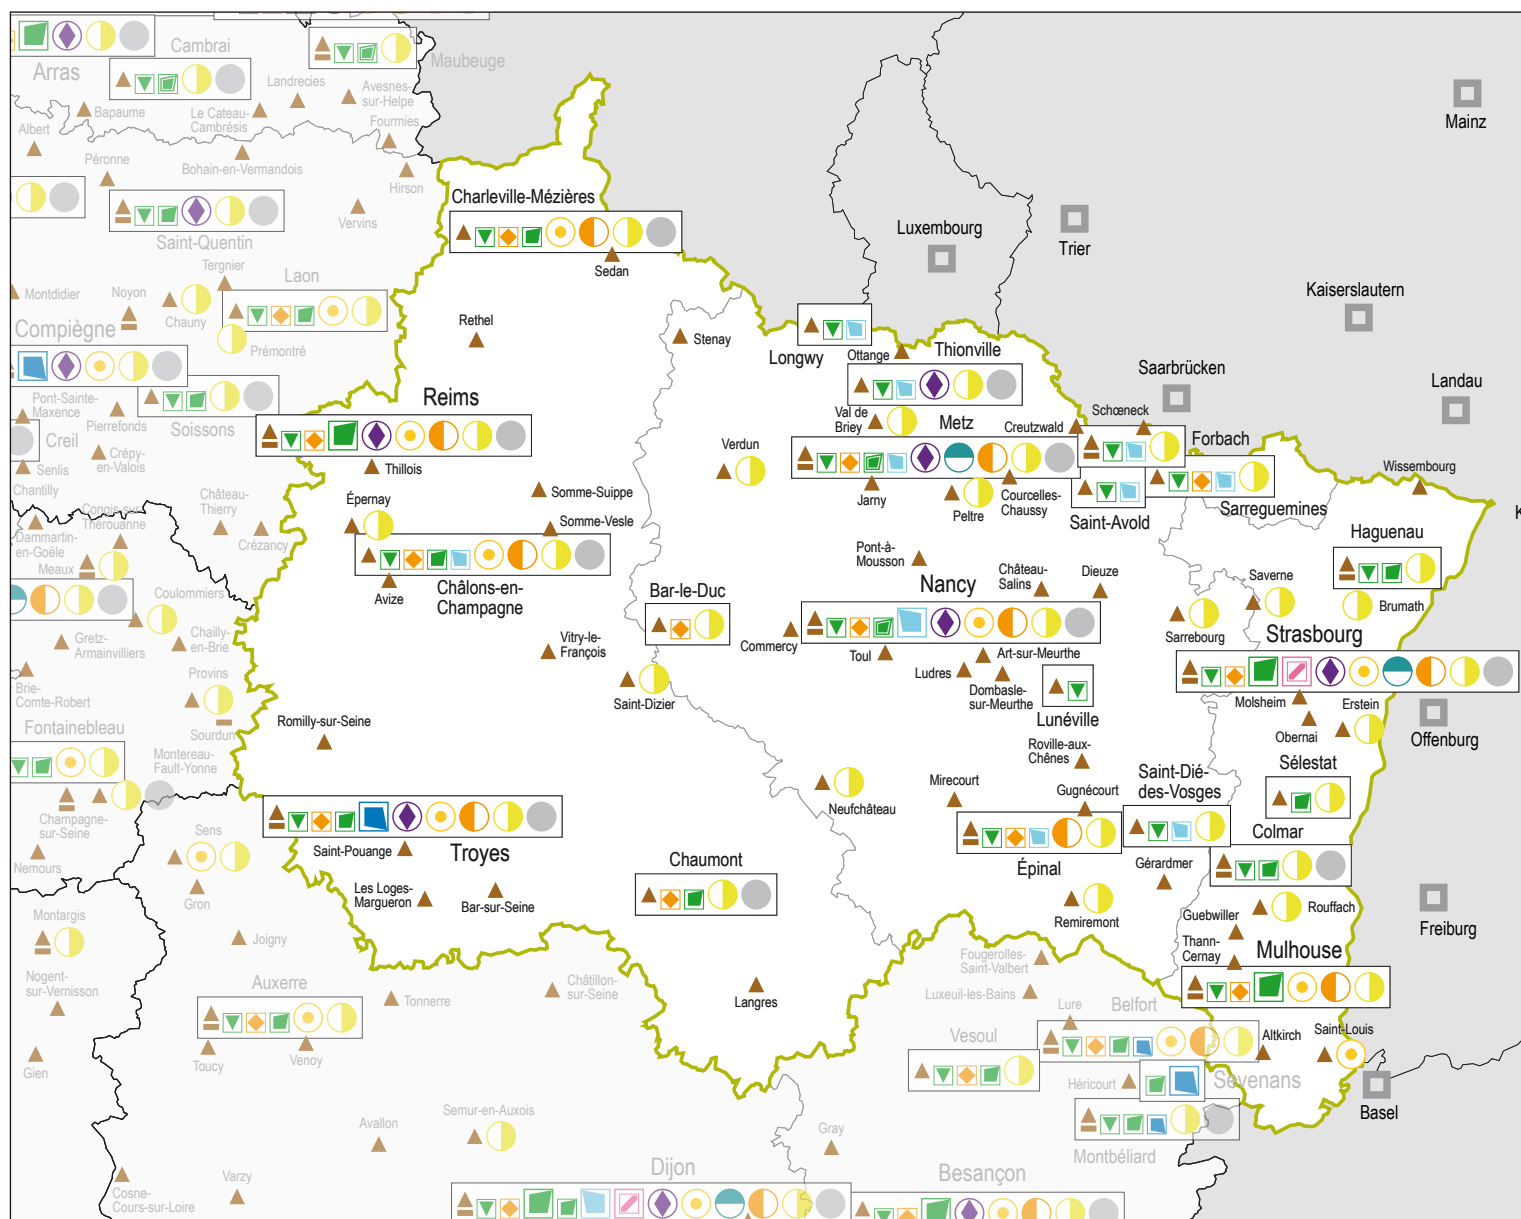 Cambrai
Maubeuge
Arras
Landrecies
Avesnes-
sur-Helpe
Bapaume
Le Cateau-
Cambrésis
Fourmies
Albert
Péronne
Bohain-en-Vermandois
Hirson
Vervins
Saint-Quentin
Tergnier
Laon
Montdidier
Noyon
Chauny
Compiègne
Prémontré
Pont-Sainte-
Maxence
Pierrefonds
Soissons
Creil
Crépy-
en-Valois
Senlis
Chantilly
Château-
Thierry
Crézancy
Congis-sur-
Thérouanne
Dammartin-
en-Goële
Meaux
Coulommiers
Gretz-
Armainvilliers
Chailly-
en-Brie
Brie-
Comte-Robert
Provins
Sourdun
Fontainebleau
Montereau-
Fault-Yonne
Champagne-
sur-Seine
Nemours
Sens
Gron
Montargis
Joigny
Nogent-
sur-Vernisson
Auxerre
Tonnerre
Châtillon-
sur-Seine
Toucy
Venoy
Gien
Avallon
Semur-en-Auxois
Varzy
Cosne-
Cours-sur-Loire
Dijon
Gray
Besançon
Vesoul
Fougerolles-
Saint-Valbert
Luxeuil-les-Bains
Lure
Belfort
Héricourt
Sevenans
Montbéliard
Charleville-Mézières
Sedan
Rethel
Reims
Thillois
Épernay
Somme-Suippe
Somme-Vesle
Avize
Châlons-en-
Champagne
Vitry-le-
François
Saint-Dizier
Romilly-sur-Seine
Saint-Pouange
Troyes
Les Loges-
Margueron
Bar-sur-Seine
Chaumont
Langres
Stenay
Verdun
Bar-le-Duc
Commercy
Longwy
Ottange
Thionville
Val de
Briey
Metz
Creutzwald
Schœneck
Forbach
Jarny
Peltre
Courcelles-
Chaussy
Saint-Avold
Sarreguemines
Pont-à-
Mousson
Nancy
Château-
Salins
Dieuze
Toul
Ludres
Art-sur-Meurthe
Dombasle-
sur-Meurthe
Lunéville
Roville-aux-
Chênes
Neufchâteau
Mirecourt
Gugnécourt
Saint-Dié-
des-Vosges
Épinal
Gérardmer
Remiremont
Sarrebourg
Saverne
Brumath
Haguenau
Wissembourg
Strasbourg
Molsheim
Obernai
Erstein
Sélestat
Colmar
Guebwiller
Rouffach
Thann-
Cernay
Mulhouse
Altkirch
Saint-Louis
Luxembourg
Trier
Mainz
Kaiserslautern
Saarbrücken
Landau
K
Offenburg
Freiburg
Basel